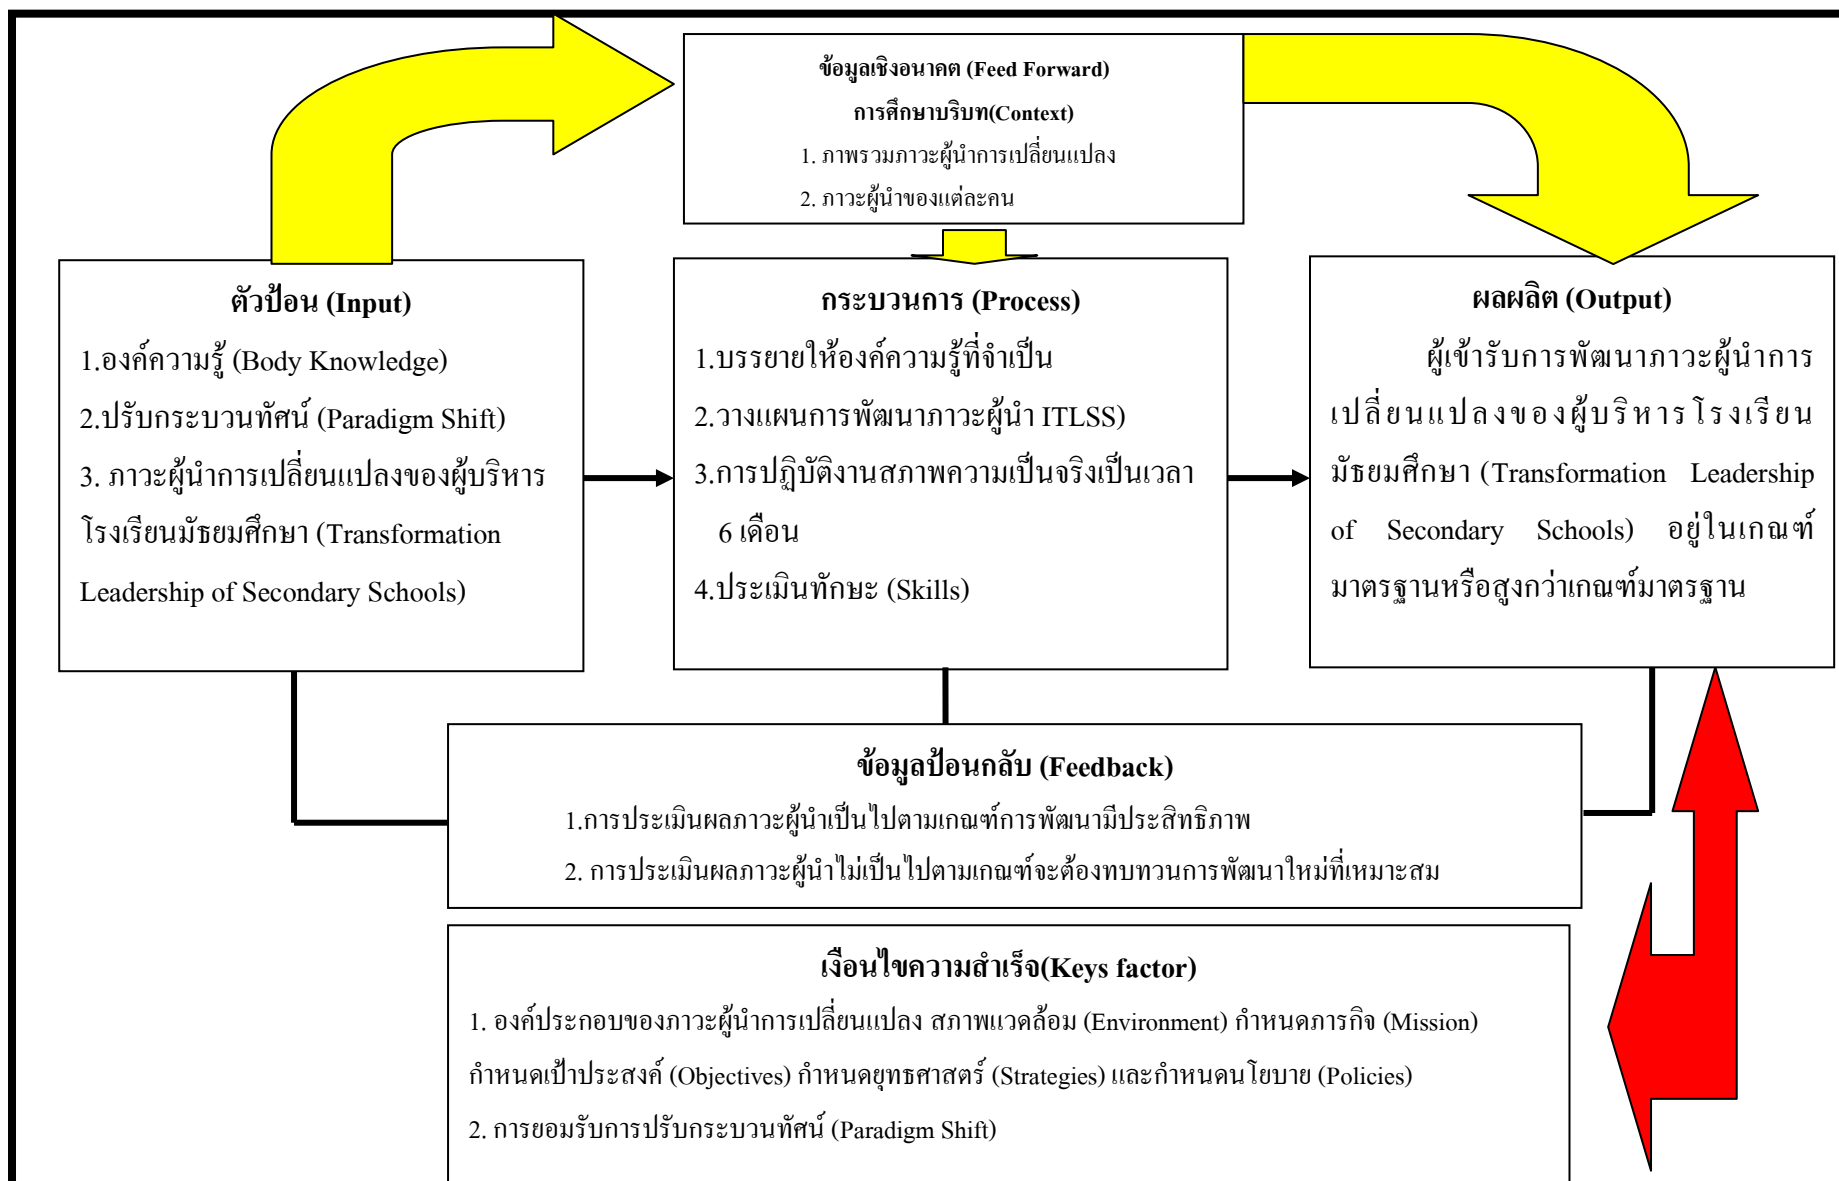 ข้อมูลเชิงอนาคต (Feed Forward)
การศึกษาบริบท(Context)
1. ภาพรวมภาวะผู้นำการเปลี่ยนแปลง
2. ภาวะผู้นำของแต่ละคน
ตัวป้อน (Input)
1.องค์ความรู้ (Body Knowledge)
2.ปรับกระบวนทัศน์ (Paradigm Shift)
3. ภาวะผู้นำการเปลี่ยนแปลงของผู้บริหาร
โรงเรียนมัธยมศึกษา (Transformation
Leadership of Secondary Schools)
กระบวนการ (Process)
1.บรรยายให้องค์ความรู้ที่จำเป็น
2.วางแผนการพัฒนาภาวะผู้นำ ITLSS)
3.การปฏิบัติงานสภาพความเป็นจริงเป็นเวลา
6 เดือน
4.ประเมินทักษะ (Skills)
ผลผลิต (Output)
ผู้เข้ารับการพัฒนาภาวะผู้นำการ
เปลี่ยนแปลงของผู้บริหารโรงเรียน
มัธยมศึกษา (Transformation Leadership
of Secondary Schools) อยู่ในเกณฑ์
มาตรฐานหรือสูงกว่าเกณฑ์มาตรฐาน
ข้อมูลป้อนกลับ (Feedback)
1.การประเมินผลภาวะผู้นำเป็นไปตามเกณฑ์การพัฒนามีประสิทธิภาพ
2. การประเมินผลภาวะผู้นำไม่เป็นไปตามเกณฑ์จะต้องทบทวนการพัฒนาใหม่ที่เหมาะสม
เงื่อนไขความสำเร็จ(Keys factor)
1. องค์ประกอบของภาวะผู้นำการเปลี่ยนแปลง สภาพแวดล้อม (Environment) กำหนดภารกิจ (Mission)
กำหนดเป้าประสงค์ (Objectives) กำหนดยุทธศาสตร์ (Strategies) และกำหนดนโยบาย (Policies)
2. การยอมรับการปรับกระบวนทัศน์ (Paradigm Shift)